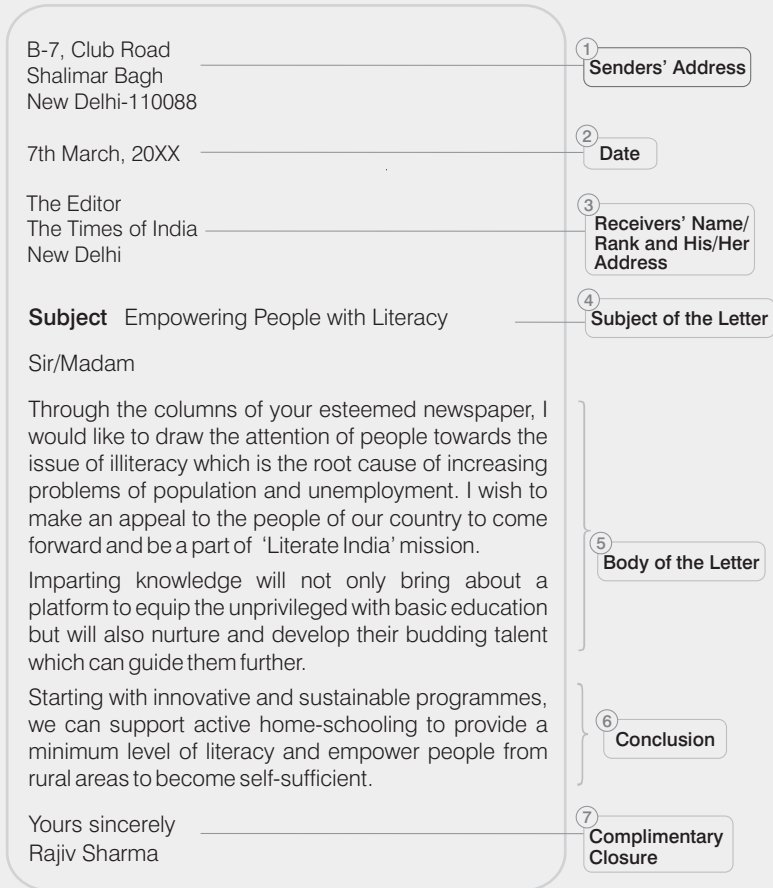 B-7, Club Road
Shalimar Bagh
New Delhi-110088
1
Senders’ Address
7th March, 20XX
2
Date
The Editor
The Times of India
New Delhi
3
Receivers’ Name/
Rank and His/Her
Address
Subject Empowering People with Literacy
4
Subject of the Letter
Sir/Madam
Through the columns of your esteemed newspaper, I
would like to draw the attention of people towards the
issue of illiteracy which is the root cause of increasing
problems of population and unemployment. I wish to
make an appeal to the people of our country to come
forward and be a part of ‘Literate India’ mission.
Imparting knowledge will not only bring about a
platform to equip the unprivileged with basic education
but will also nurture and develop their budding talent
which can guide them further.
5
Body of the Letter
Starting with innovative and sustainable programmes,
we can support active home-schooling to provide a
minimum level of literacy and empower people from
rural areas to become self-sufficient.
6
Conclusion
Yours sincerely
Rajiv Sharma
7
Complimentary
Closure